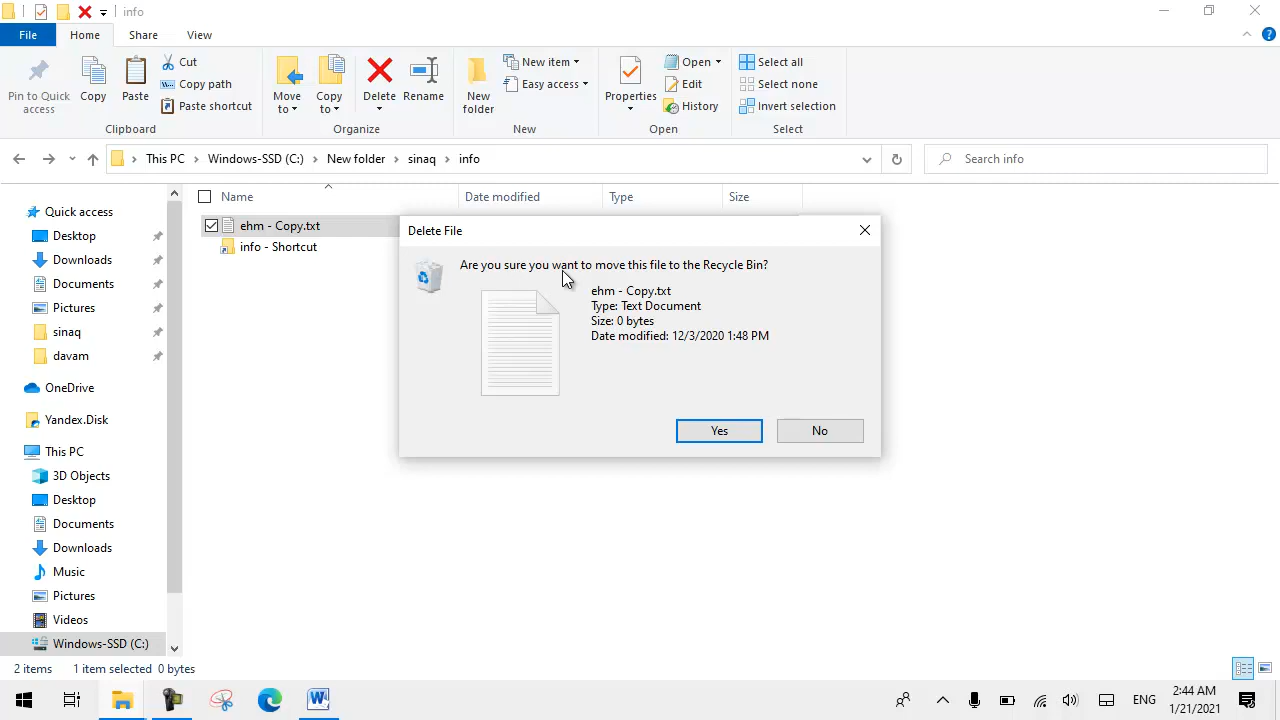 info
File
Home
Share
View
Pin to Quick access
Copy
Paste
Cut
Copy path
Paste shortcut
Clipboard
Move to
Copy to
Delete
Rename
Organize
New folder
New item
Easy access
New
Properties
Open
Edit
History
Open
Select all
Select none
Invert selection
Select
This PC
Windows-SSD (C:)
New folder
sinaq
info
Search info
Name
Date modified
Type
Size
Quick access
Desktop
Downloads
Documents
Pictures
sinaq
davam
OneDrive
Yandex.Disk
This PC
3D Objects
Desktop
Documents
Downloads
Music
Pictures
Videos
Windows-SSD (C:)
ehm - Copy.txt
info - Shortcut
Delete File
Are you sure you want to move this file to the Recycle Bin?
ehm - Copy.txt
Type: Text Document
Size: 0 bytes
Date modified: 12/3/2020 1:48 PM
Yes
No
2 items
1 item selected 0 bytes
ENG
2:44 AM
1/21/2021